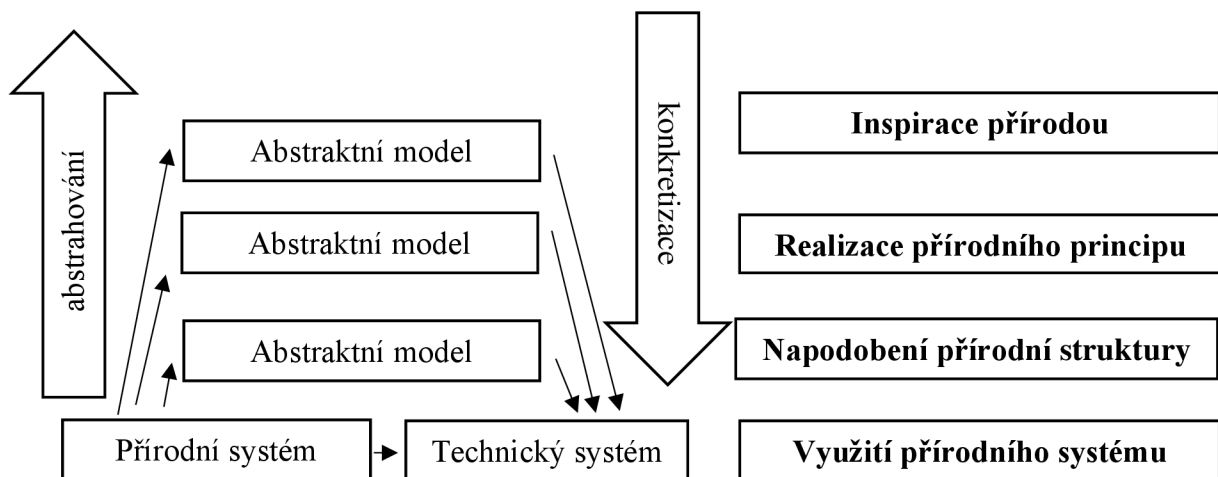 abstrahování
Abstraktní model
Abstraktní model
Abstraktní model
Přírodní systém
Technický systém
konkretizace
Inspirace přírodou
Realizace přírodního principu
Napodobení přírodní struktury
Využití přírodního systému